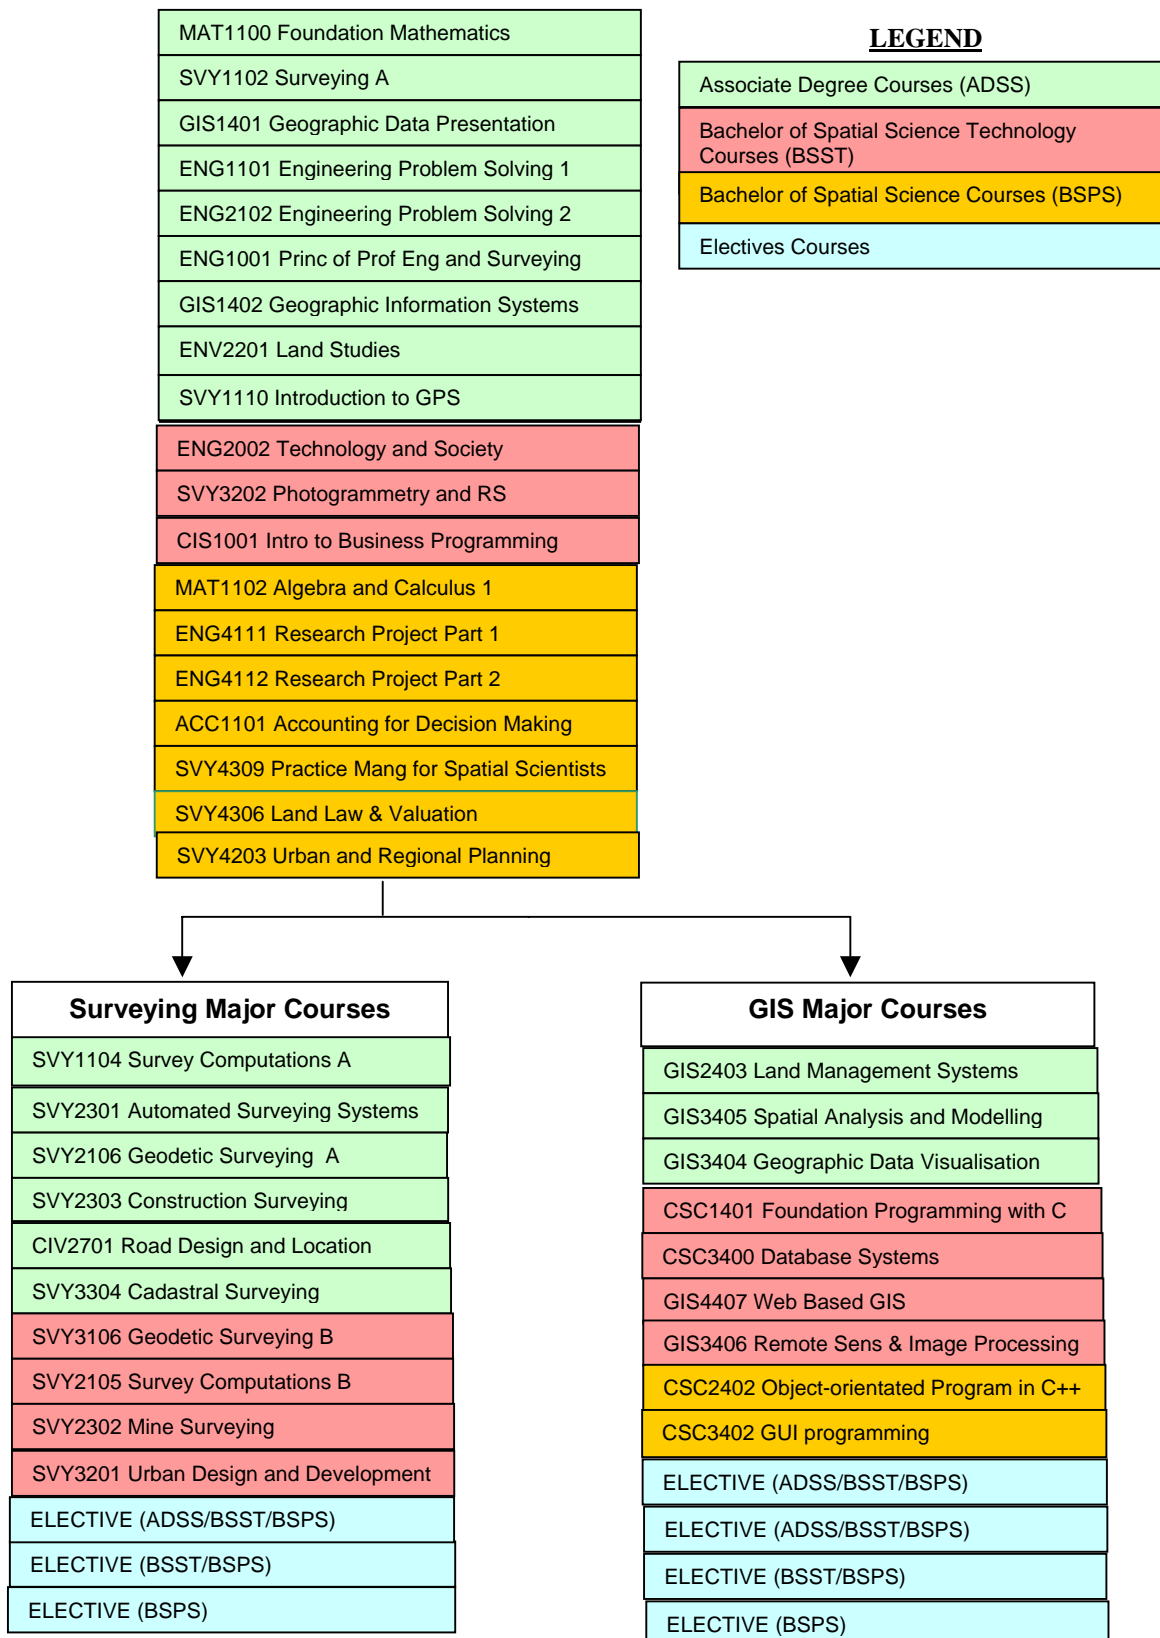 MAT1100 Foundation Mathematics
SVY1102 Surveying A
GIS1401 Geographic Data Presentation
ENG1101 Engineering Problem Solving 1
ENG2102 Engineering Problem Solving 2
ENG1001 Princ of Prof Eng and Surveying
GIS1402 Geographic Information Systems
ENV2201 Land Studies
SVY1110 Introduction to GPS
ENG2002 Technology and Society
SVY3202 Photogrammetry and RS
CIS1001 Intro to Business Programming
MAT1102 Algebra and Calculus 1
ENG4111 Research Project Part 1
ENG4112 Research Project Part 2
ACC1101 Accounting for Decision Making
SVY4309 Practice Mang for Spatial Scientists
SVY4306 Land Law & Valuation
SVY4203 Urban and Regional Planning
LEGEND
Associate Degree Courses (ADSS)
Bachelor of Spatial Science Technology
Courses (BSST)
Bachelor of Spatial Science Courses (BSPS)
Electives Courses
Surveying Major Courses
SVY1104 Survey Computations A
SVY2301 Automated Surveying Systems
SVY2106 Geodetic Surveying A
SVY2303 Construction Surveying
CIV2701 Road Design and Location
SVY3304 Cadastral Surveying
SVY3106 Geodetic Surveying B
SVY2105 Survey Computations B
SVY2302 Mine Surveying
SVY3201 Urban Design and Development
ELECTIVE (ADSS/BSST/BSPS)
ELECTIVE (BSST/BSPS)
ELECTIVE (BSPS)
GIS Major Courses
GIS2403 Land Management Systems
GIS3405 Spatial Analysis and Modelling
GIS3404 Geographic Data Visualisation
CSC1401 Foundation Programming with C
CSC3400 Database Systems
GIS4407 Web Based GIS
GIS3406 Remote Sens & Image Processing
CSC2402 Object-orientated Program in C++
CSC3402 GUI programming
ELECTIVE (ADSS/BSST/BSPS)
ELECTIVE (ADSS/BSST/BSPS)
ELECTIVE (BSST/BSPS)
ELECTIVE (BSPS)